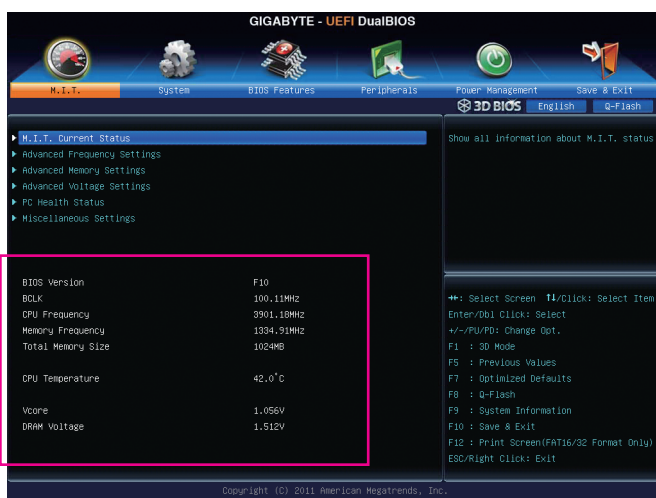 GIGABYTE - UEFI DualBIOS
M.I.T.
System
BIOS Features
Peripherals
Power Management
Save & Exit
3D BIOS
English
Q-Flash
M.I.T. Current Status
Advanced Frequency Settings
Advanced Memory Settings
Advanced Voltage Settings
PC Health Status
Miscellaneous Settings
Show all information about M.I.T. status
BIOS Version F10
BCLK 100.11MHz
CPU Frequency 3901.18MHz
Memory Frequency 1334.91MHz
Total Memory Size 1024MB
CPU Temperature 42.0°C
Vcore 1.056V
DRAM Voltage 1.512V
→←: Select Screen ↑↓/Click: Select Item
Enter/Dbl Click: Select
+/-/PU/PD: Change Opt.
F1 : 3D Mode
F5 : Previous Values
F7 : Optimized Defaults
F8 : Q-Flash
F9 : System Information
F10 : Save & Exit
F12 : Print Screen(FAT16/32 Format Only)
ESC/Right Click: Exit
Copyright (C) 2011 American Megatrends, Inc.